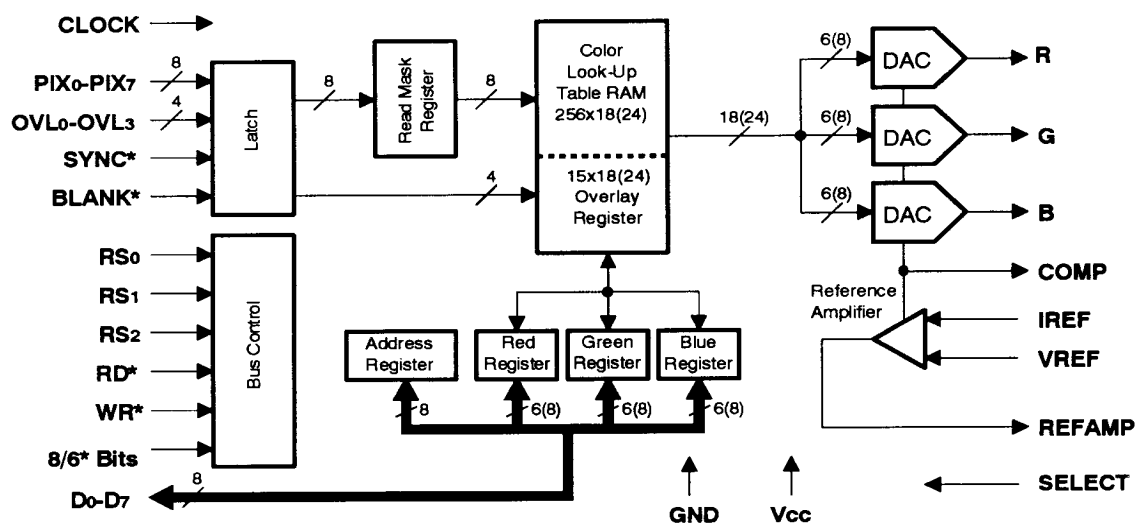 CLOCK
PIX0-PIX7
8
OVL0-OVL3
4
SYNC*
BLANK*
Latch
8
Read Mask
Register
8
4
Color
Look-Up
Table RAM
256x18(24)
15x18(24)
Overlay
Register
18(24)
6(8)
DAC
R
6(8)
DAC
G
6(8)
DAC
B
COMP
Reference
Amplifier
IREF
VREF
REFAMP
SELECT
RS0
RS1
RS2
RD*
WR*
8/6* Bits
Bus Control
Address
Register
Red
Register
Green
Register
Blue
Register
8
6(8)
6(8)
6(8)
D0-D7
8
GND
Vcc